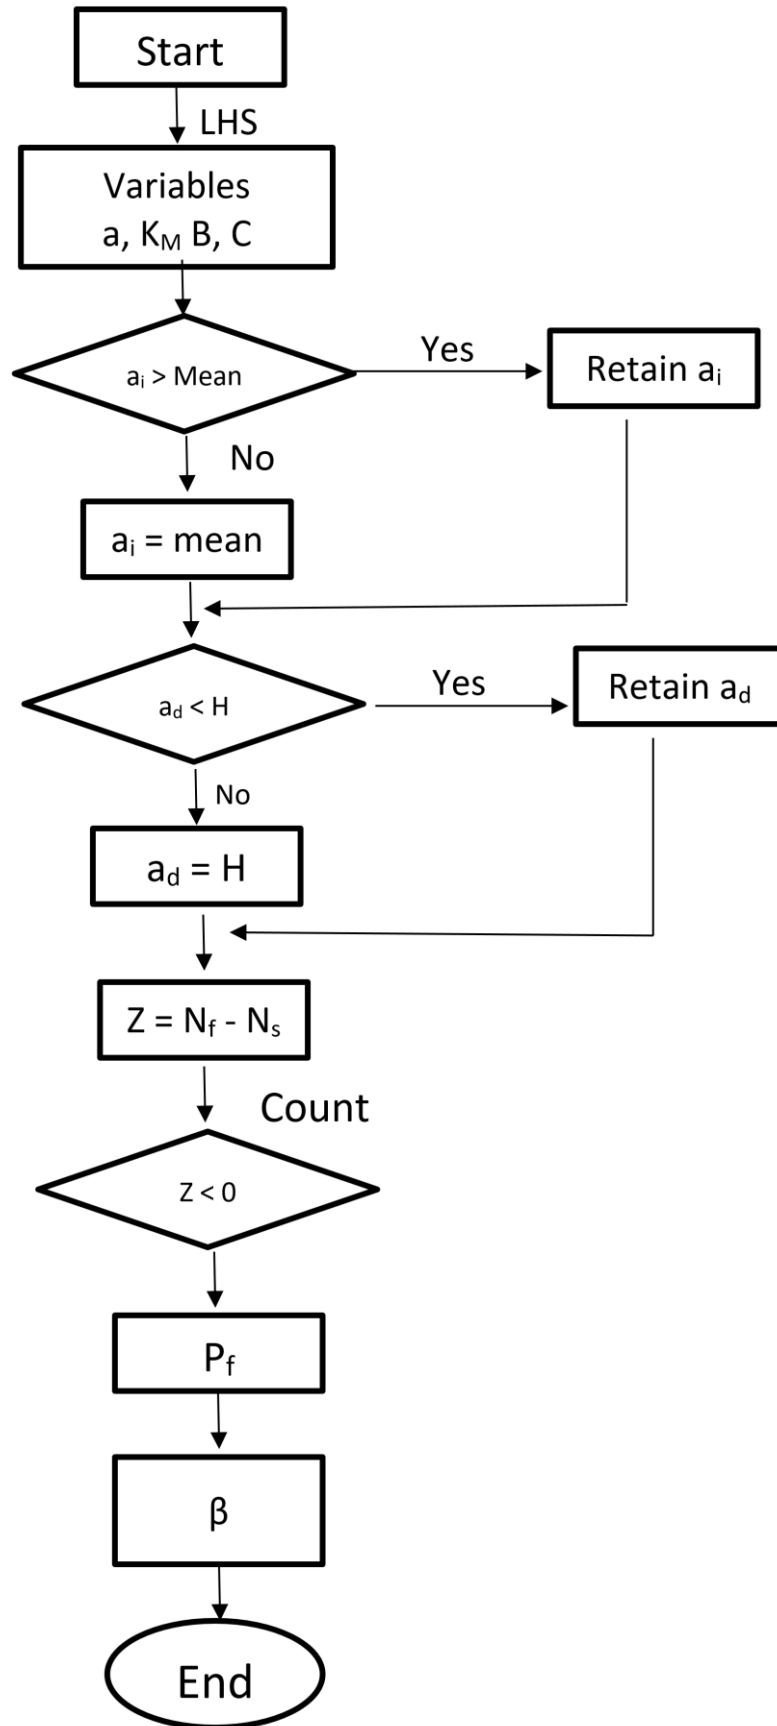 Start
LHS
Variables
a, K_M B, C
a_i > Mean
Yes
Retain a_i
No
a_i = mean
a_d < H
Yes
Retain a_d
No
a_d = H
Z = N_f - N_s
Count
Z < 0
P_f
β
End